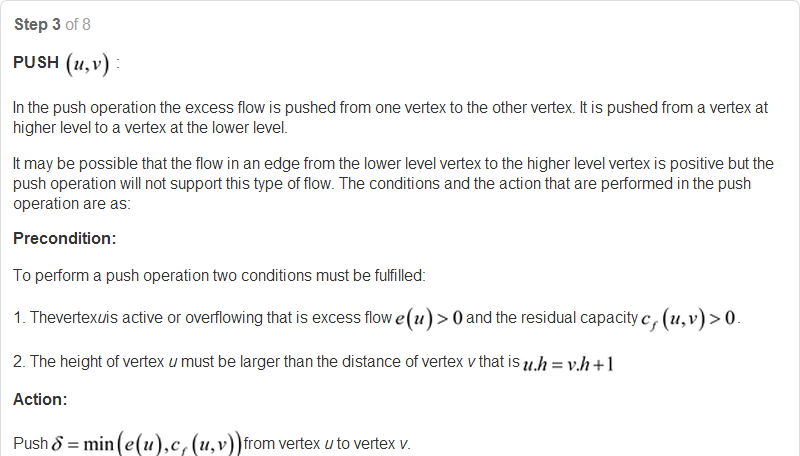 Step 3 of 8
PUSH (u,v) :
In the push operation the excess flow is pushed from one vertex to the other vertex. It is pushed from a vertex at
higher level to a vertex at the lower level.
It may be possible that the flow in an edge from the lower level vertex to the higher level vertex is positive but the
push operation will not support this type of flow. The conditions and the action that are performed in the push
operation are as:
Precondition:
To perform a push operation two conditions must be fulfilled:
1. Thevertexuis active or overflowing that is excess flow e(u)>0 and the residual capacity c_f(u,v)>0.
2. The height of vertex u must be larger than the distance of vertex v that is u.h = v.h+1
Action:
Push δ = min(e(u),c_f(u,v)) from vertex u to vertex v.